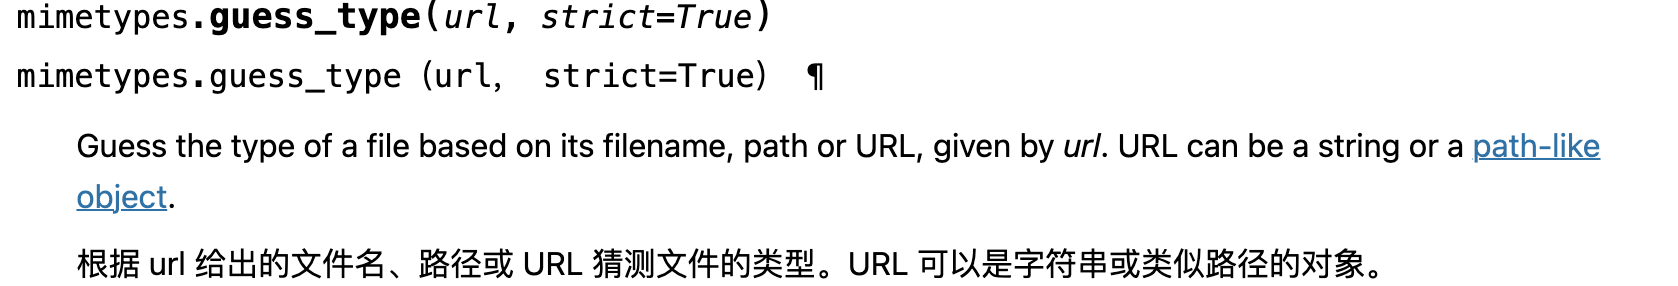 mimetypes.guess_type(url, strict=True)
mimetypes.guess_type（url， strict=True） ¶
Guess the type of a file based on its filename, path or URL, given by url. URL can be a string or a path-like
object.
根据 url 给出的文件名、路径或 URL 猜测文件的类型。URL 可以是字符串或类似路径的对象。